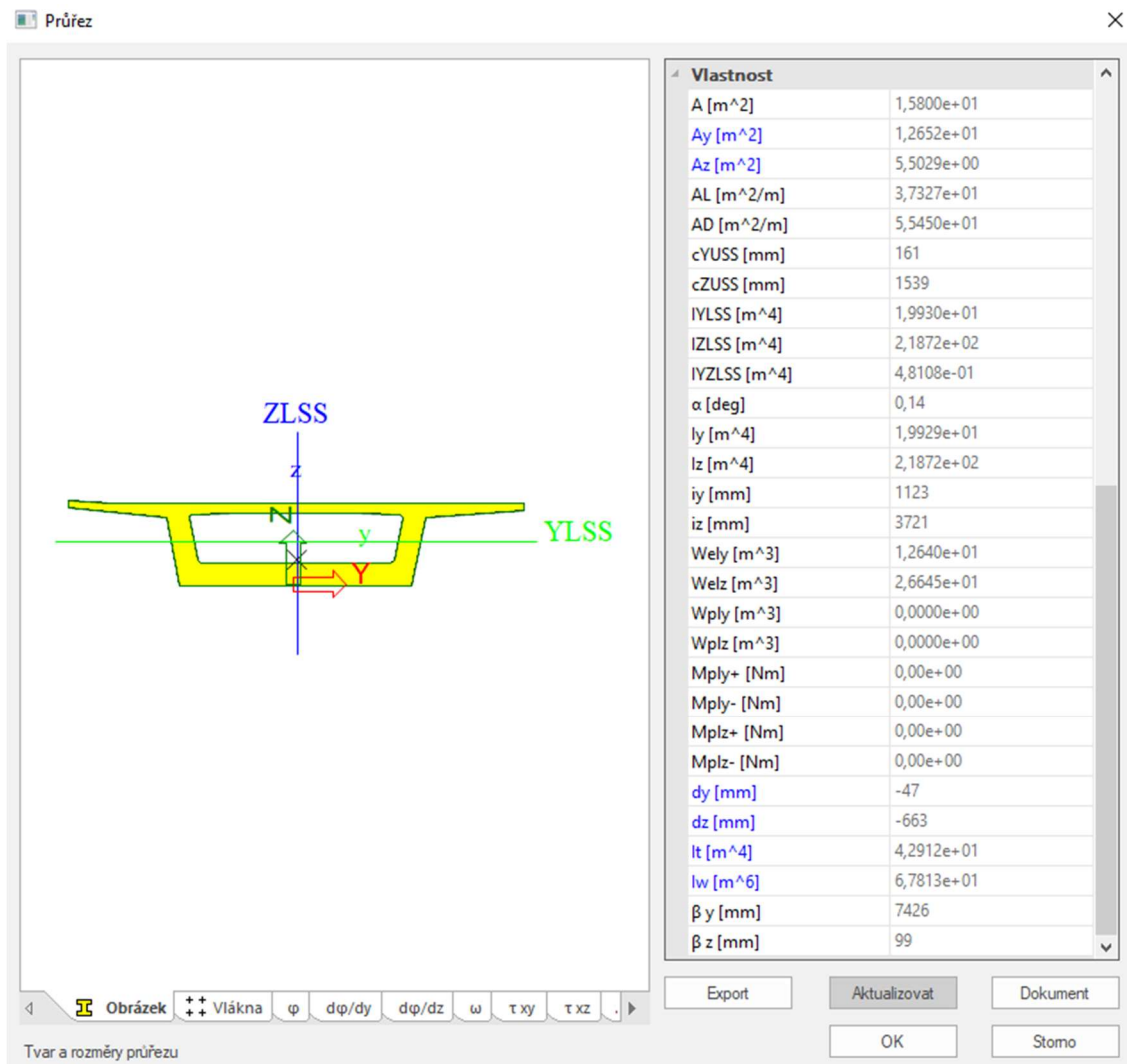 Průřez
ZLSS
z
N
y
YLSS
Y
Vlastnost
A [m^2] 1,5800e+01
Ay [m^2] 1,2652e+01
Az [m^2] 5,5029e+00
AL [m^2/m] 3,7327e+01
AD [m^2/m] 5,5450e+01
cYUSS [mm] 161
cZUSS [mm] 1539
IYLSS [m^4] 1,9930e+01
IZLSS [m^4] 2,1872e+02
IYZLSS [m^4] 4,8108e-01
α [deg] 0,14
Iy [m^4] 1,9929e+01
Iz [m^4] 2,1872e+02
iy [mm] 1123
iz [mm] 3721
Wely [m^3] 1,2640e+01
Welz [m^3] 2,6645e+01
Wply [m^3] 0,0000e+00
Wplz [m^3] 0,0000e+00
Mply+ [Nm] 0,00e+00
Mply- [Nm] 0,00e+00
Mplz+ [Nm] 0,00e+00
Mplz- [Nm] 0,00e+00
dy [mm] -47
dz [mm] -663
It [m^4] 4,2912e+01
Iw [m^6] 6,7813e+01
β y [mm] 7426
β z [mm] 99
Obrázek Vlákna φ dφ/dy dφ/dz ω τ xy τ xz .
Tvar a rozměry průřezu
Export Aktualizovat Dokument
OK Storno